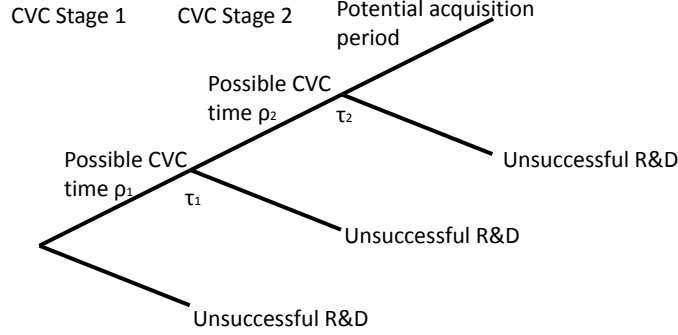 CVC Stage 1
CVC Stage 2
Potential acquisition
period
Possible CVC
time ρ2
τ2
Unsuccessful R&D
Possible CVC
time ρ1
τ1
Unsuccessful R&D
Unsuccessful R&D